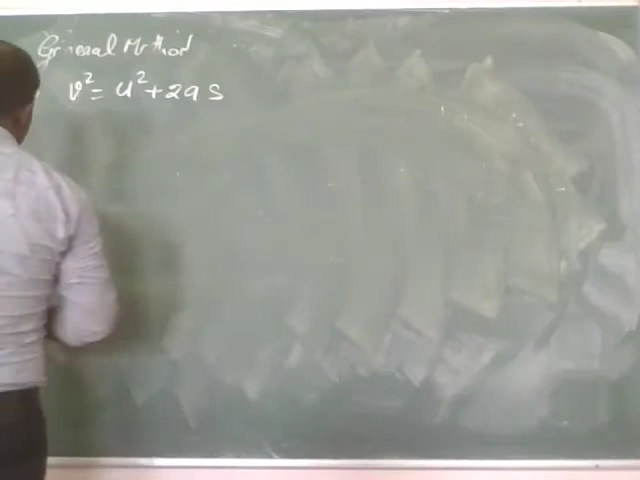 General Method
v² = u² + 2as